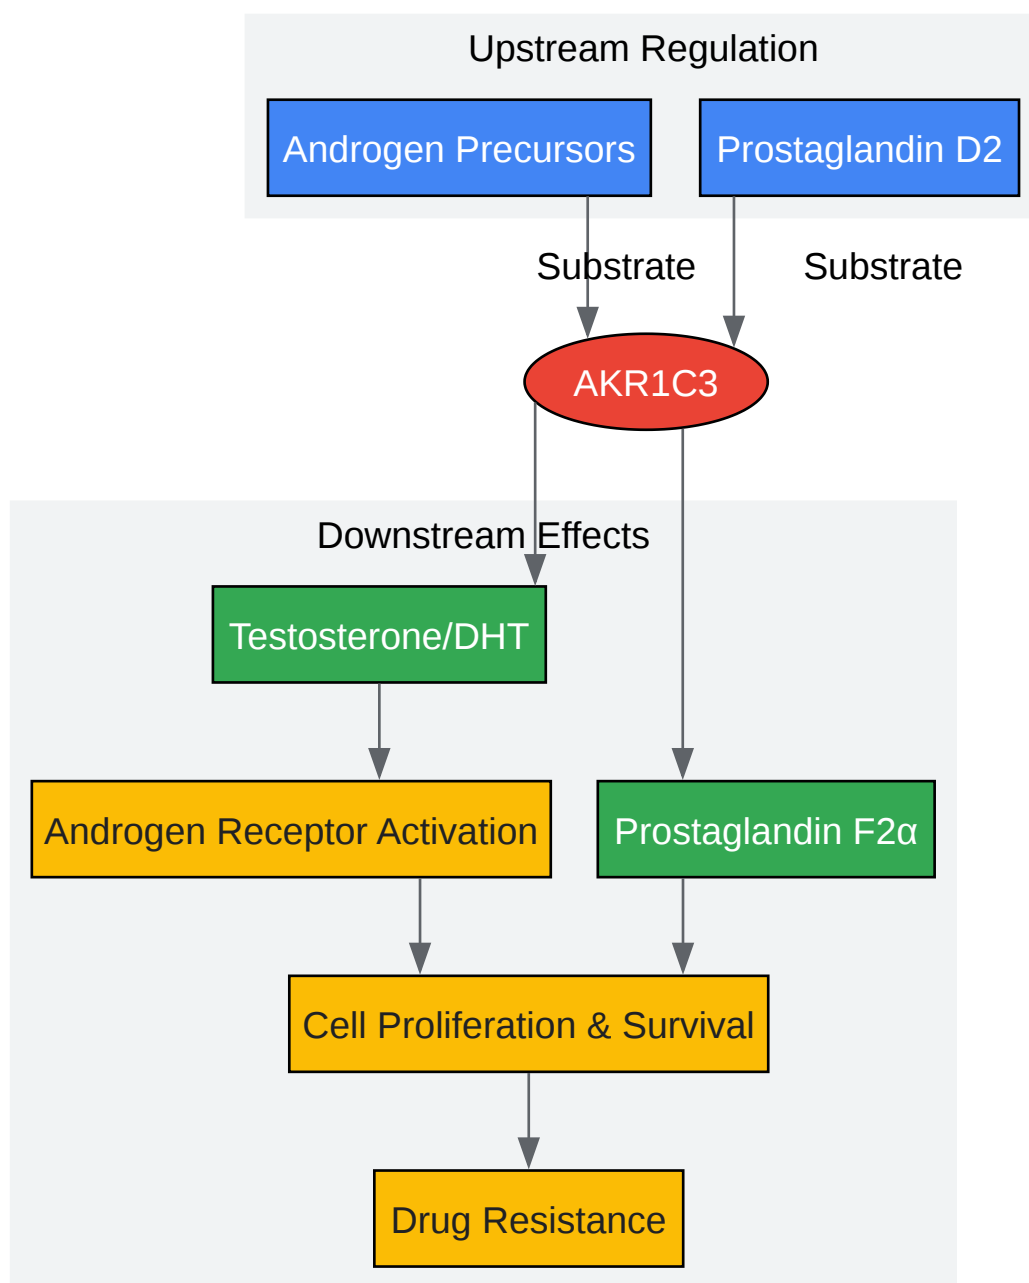 Upstream Regulation
Androgen Precursors
Prostaglandin D2
Substrate
Substrate
AKR1C3
Downstream Effects
Testosterone/DHT
Androgen Receptor Activation
Prostaglandin F2α
Cell Proliferation & Survival
Drug Resistance